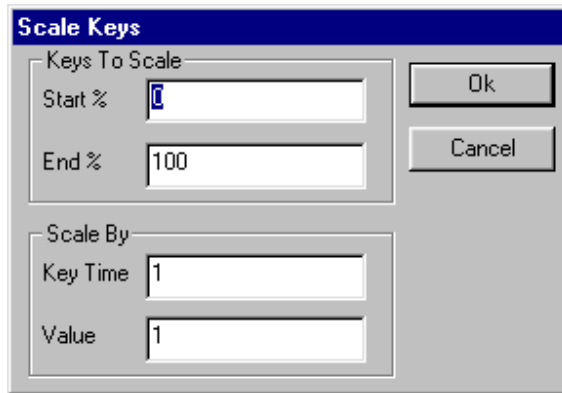 Scale Keys
Keys To Scale
Start % 0
End % 100
Ok
Cancel
Scale By
Key Time 1
Value 1